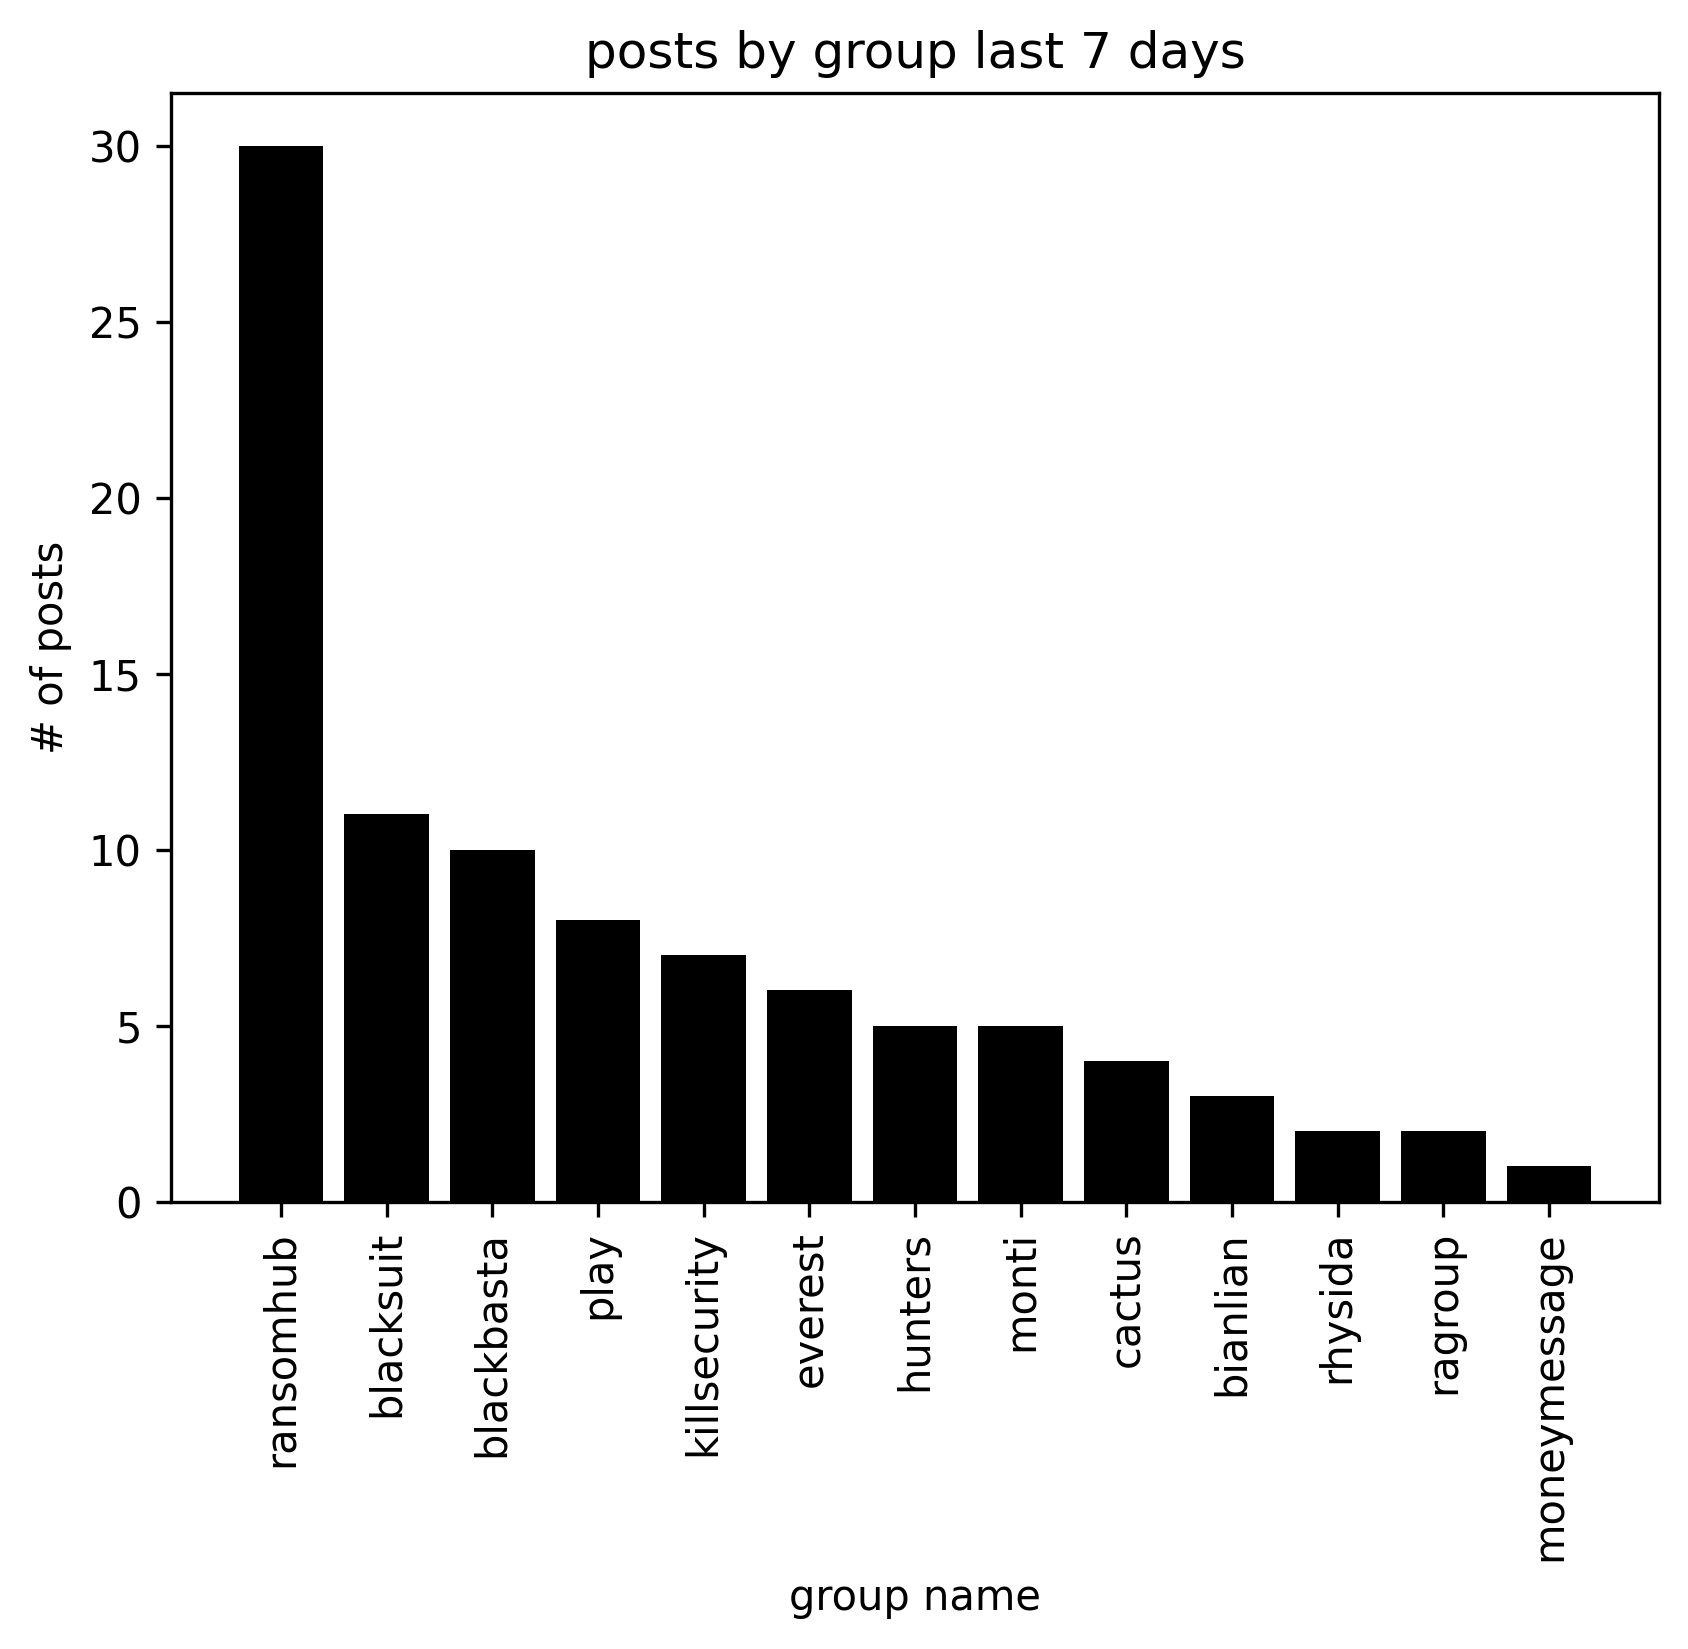 posts by group last 7 days
# of posts
30
25
20
15
10
5
0
ransomhub
blacksuit
blackbasta
play
killsecurity
everest
hunters
monti
cactus
bianlian
rhysida
ragroup
moneymessage
group name